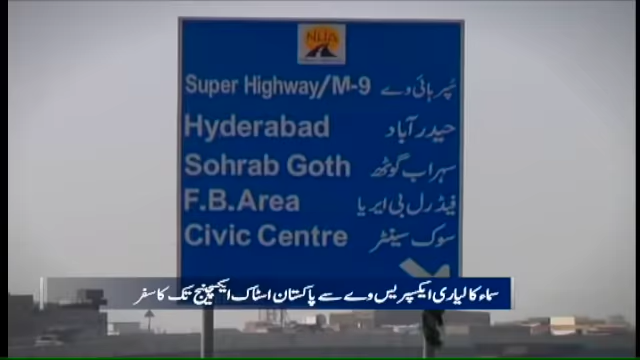 NHA
Super Highway/M-9 سُپر ہائی وے
Hyderabad حیدر آباد
Sohrab Goth سہراب گوٹھ
F.B.Area فیڈرل بی ایریا
Civic Centre سوک سینٹر
سماء کا لیاری ایکسپریس وے سے پاکستان اسٹاک ایکسچینج تک کا سفر